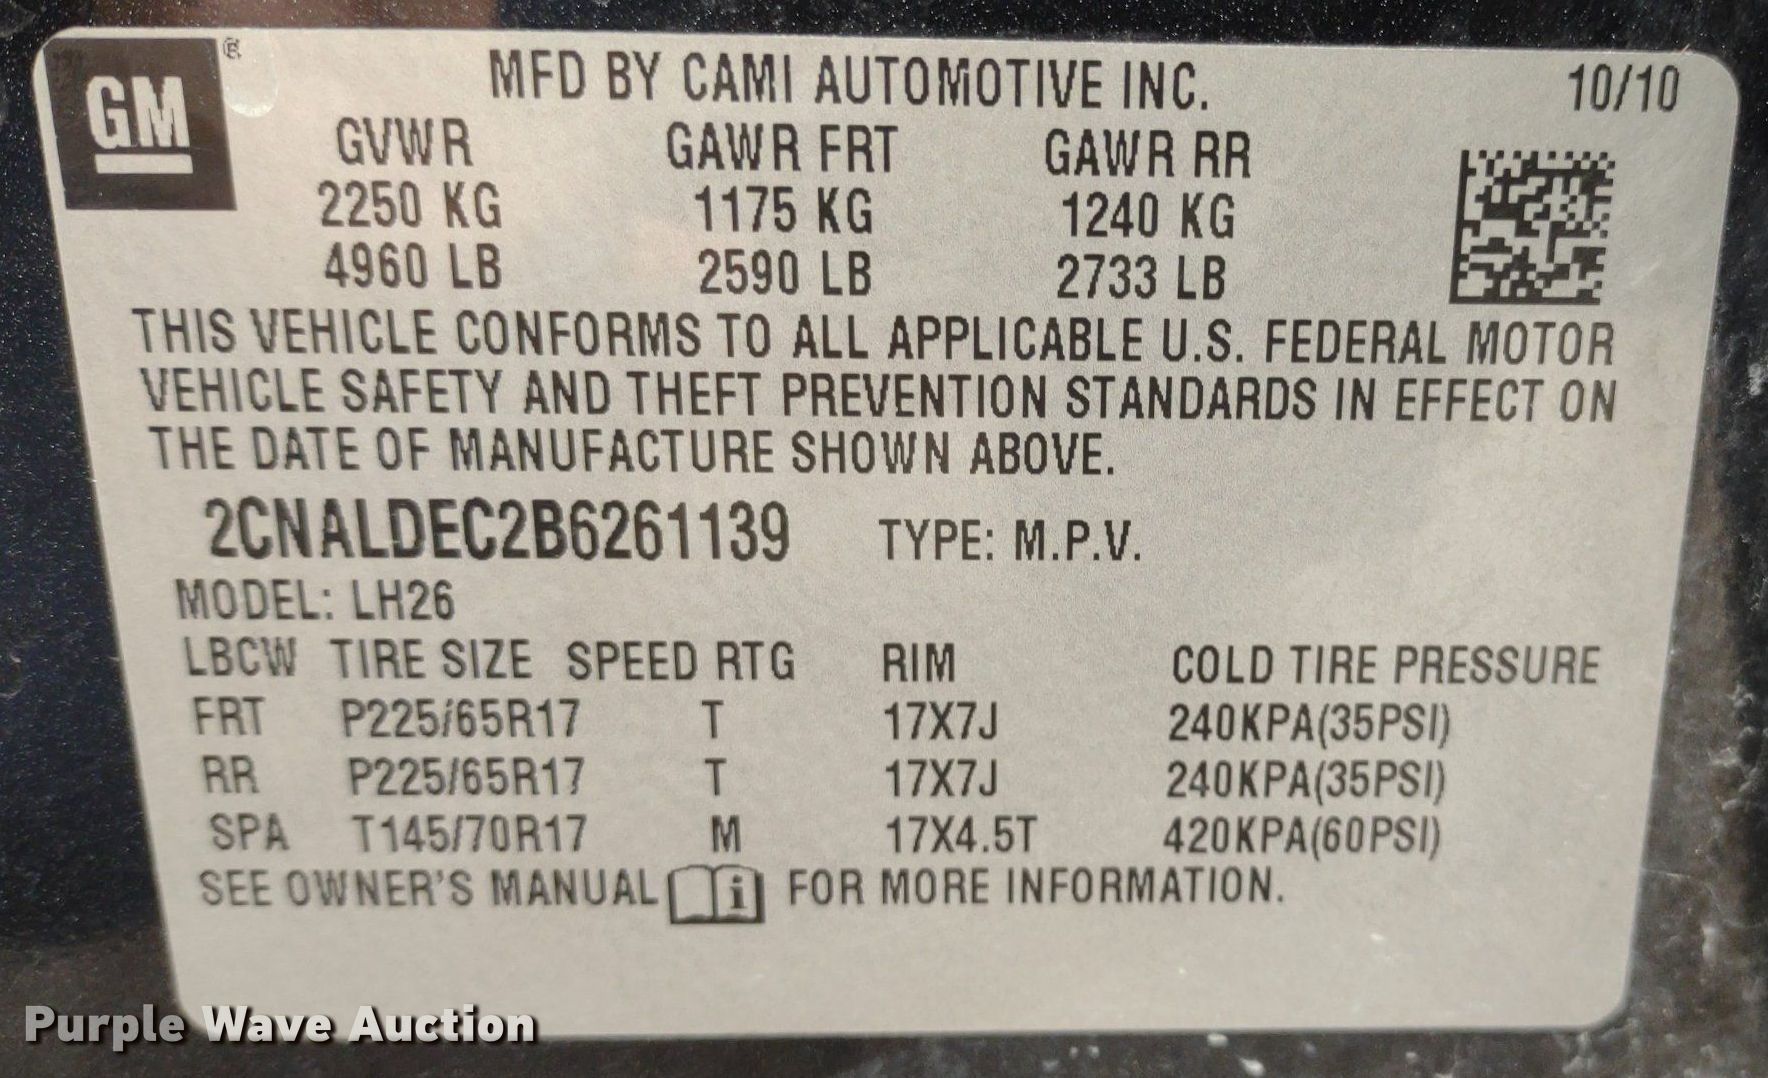 GM ®
MFD BY CAMI AUTOMOTIVE INC. 10/10
GVWR GAWR FRT GAWR RR
2250 KG 1175 KG 1240 KG
4960 LB 2590 LB 2733 LB
THIS VEHICLE CONFORMS TO ALL APPLICABLE U.S. FEDERAL MOTOR
VEHICLE SAFETY AND THEFT PREVENTION STANDARDS IN EFFECT ON
THE DATE OF MANUFACTURE SHOWN ABOVE.
2CNALDEC2B6261139 TYPE: M.P.V.
MODEL: LH26
LBCW TIRE SIZE SPEED RTG RIM COLD TIRE PRESSURE
FRT P225/65R17 T 17X7J 240KPA(35PSI)
RR P225/65R17 T 17X7J 240KPA(35PSI)
SPA T145/70R17 M 17X4.5T 420KPA(60PSI)
SEE OWNER'S MANUAL i FOR MORE INFORMATION.
Purple Wave Auction